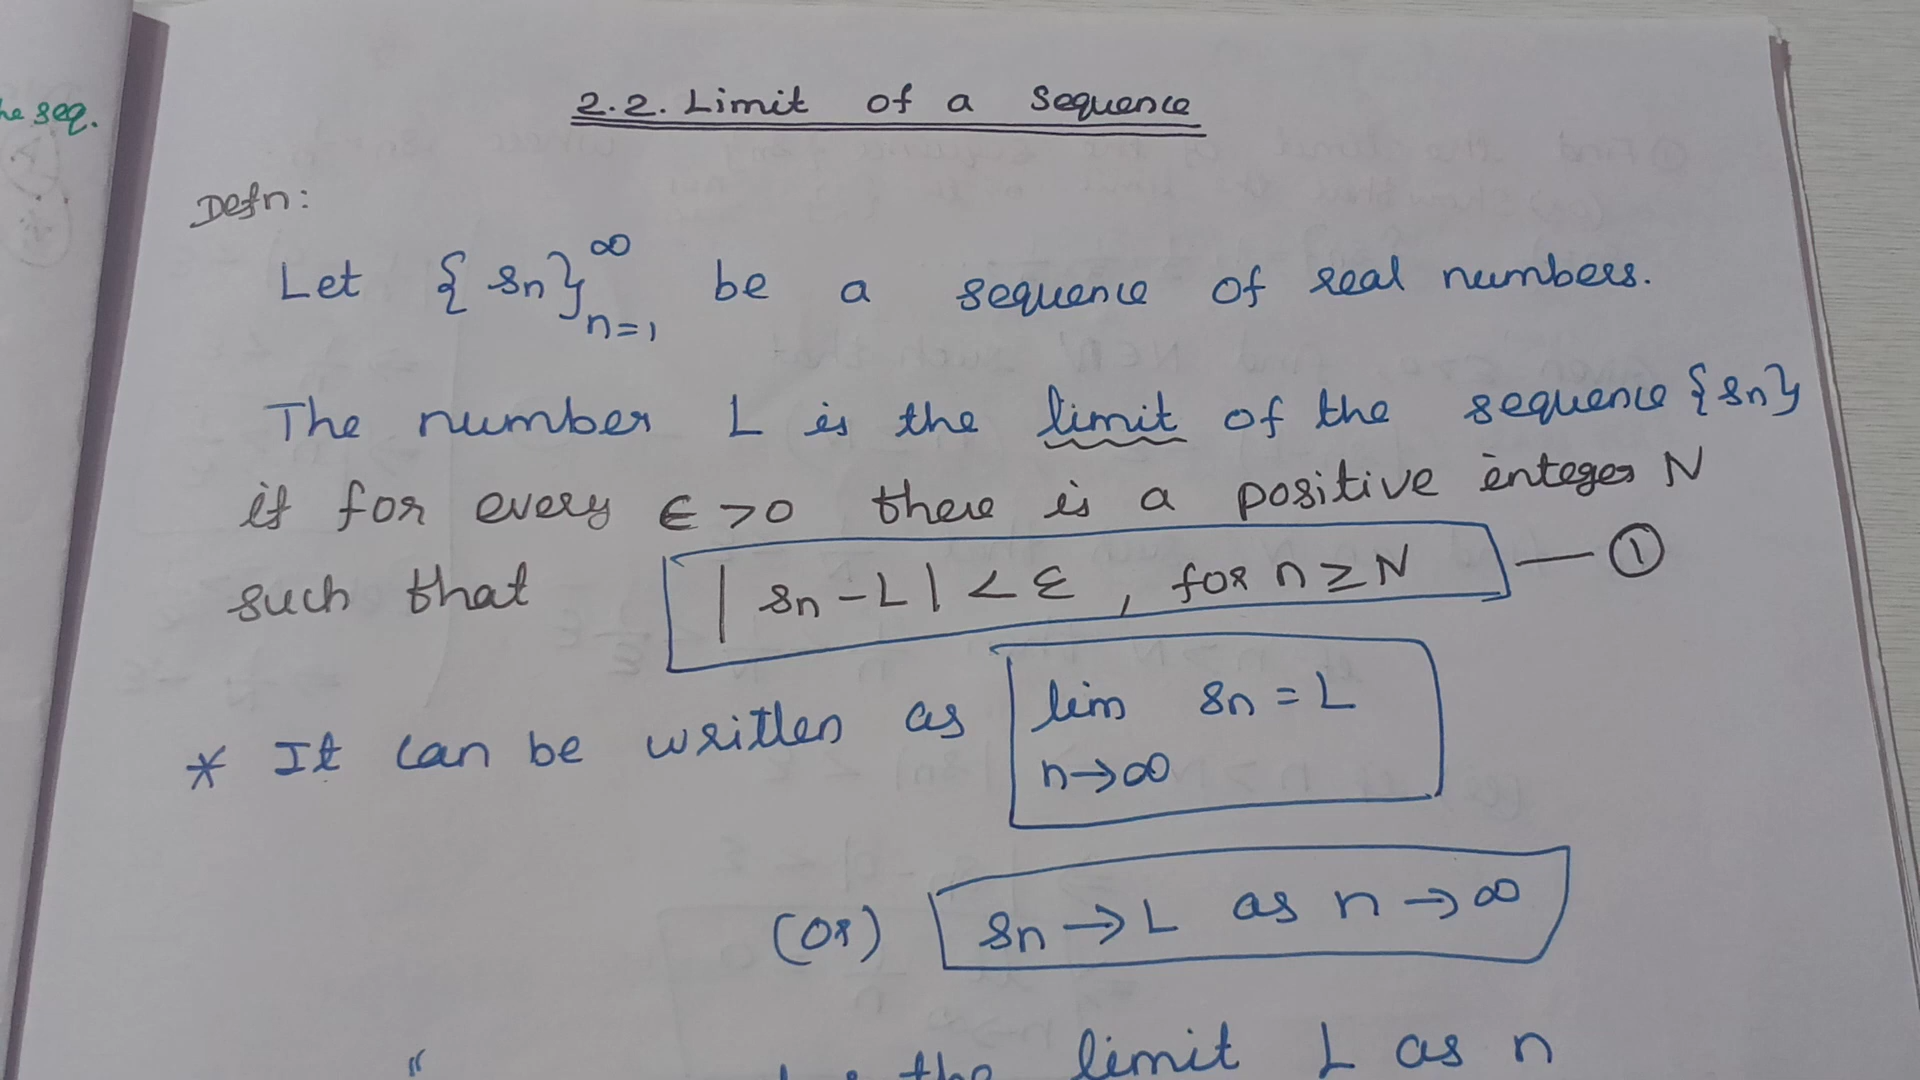 he seq.
2.2. Limit of a Sequence
Defn:
Let {sn}∞n=1 be a sequence of real numbers.
The number L is the limit of the sequence {sn}
if for every ∈ >0 there is a positive integer N
such that | sn - L | < ε, for n ≥ N — ①
* It can be written as lim sn = L
n→∞
(or) sn → L as n → ∞
" the limit L as n